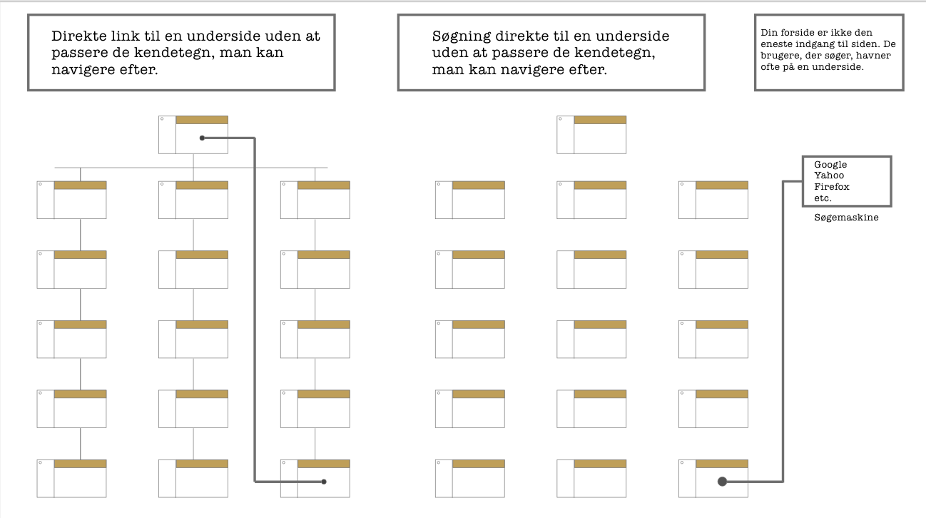 Direkte link til en underside uden at
passere de kendetegn, man kan
navigere efter.
Søgning direkte til en underside
uden at passere de kendetegn,
man kan navigere efter.
Din forside er ikke den
eneste indgang til siden. De
brugere, der søger, havner
ofte på en underside.
Google
Yahoo
Firefox
etc.
Søgemaskine